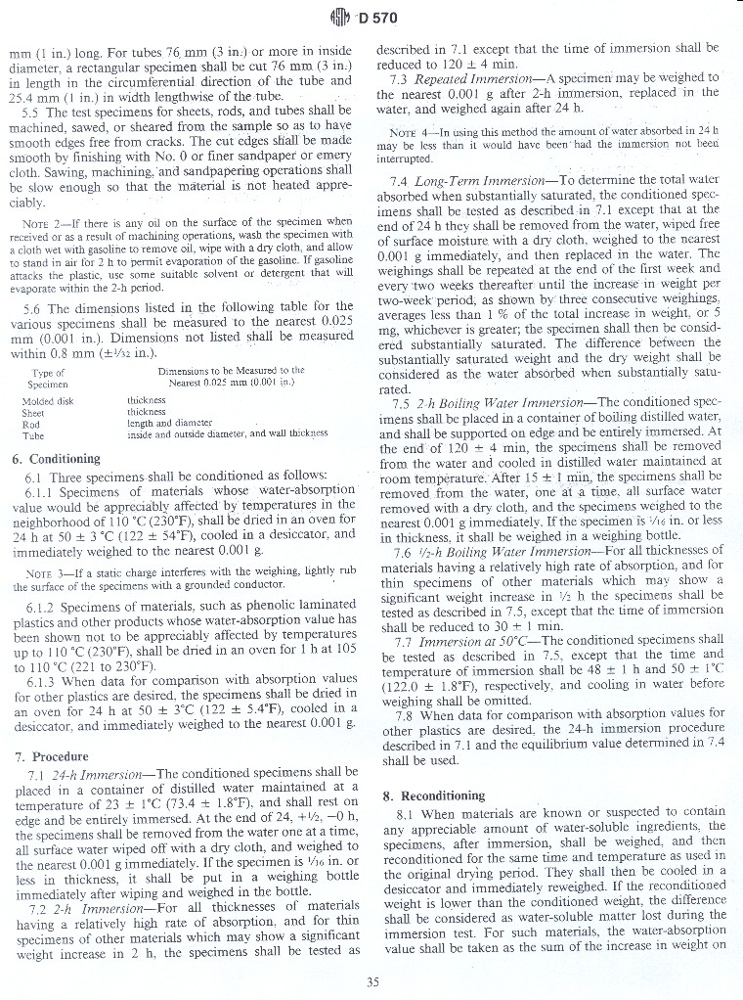 ASTM D 570
mm (1 in.) long. For tubes 76 mm (3 in.) or more in inside
diameter, a rectangular specimen shall be cut 76 mm (3 in.)
in length in the circumferential direction of the tube and
25.4 mm (1 in.) in width lengthwise of the tube.
5.5 The test specimens for sheets, rods, and tubes shall be
machined, sawed, or sheared from the sample so as to have
smooth edges free from cracks. The cut edges shall be made
smooth by finishing with No. 0 or finer sandpaper or emery
cloth. Sawing, machining, and sandpapering operations shall
be slow enough so that the material is not heated appre-
ciably.
NOTE 2—If there is any oil on the surface of the specimen when
received or as a result of machining operations, wash the specimen with
a cloth wet with gasoline to remove oil, wipe with a dry cloth, and allow
to stand in air for 2 h to permit evaporation of the gasoline. If gasoline
attacks the plastic, use some suitable solvent or detergent that will
evaporate within the 2-h period.
5.6 The dimensions listed in the following table for the
various specimens shall be measured to the nearest 0.025
mm (0.001 in.). Dimensions not listed shall be measured
within 0.8 mm (±1/32 in.).
Type of Dimensions to be Measured to the
Specimen Nearest 0.025 mm (0.001 in.)
Molded disk thickness
Sheet thickness
Rod length and diameter
Tube inside and outside diameter, and wall thickness
6. Conditioning
6.1 Three specimens shall be conditioned as follows:
6.1.1 Specimens of materials whose water-absorption
value would be appreciably affected by temperatures in the
neighborhood of 110 °C (230°F), shall be dried in an oven for
24 h at 50 ± 3 °C (122 ± 54°F), cooled in a desiccator, and
immediately weighed to the nearest 0.001 g.
NOTE 3—If a static charge interferes with the weighing, lightly rub
the surface of the specimens with a grounded conductor.
6.1.2 Specimens of materials, such as phenolic laminated
plastics and other products whose water-absorption value has
been shown not to be appreciably affected by temperatures
up to 110 °C (230°F), shall be dried in an oven for 1 h at 105
to 110 °C (221 to 230°F).
6.1.3 When data for comparison with absorption values
for other plastics are desired, the specimens shall be dried in
an oven for 24 h at 50 ± 3°C (122 ± 5.4°F), cooled in a
desiccator, and immediately weighed to the nearest 0.001 g.
7. Procedure
7.1 24-h Immersion—The conditioned specimens shall be
placed in a container of distilled water maintained at a
temperature of 23 ± 1°C (73.4 ± 1.8°F), and shall rest on
edge and be entirely immersed. At the end of 24, +1/2, −0 h,
the specimens shall be removed from the water one at a time,
all surface water wiped off with a dry cloth, and weighed to
the nearest 0.001 g immediately. If the specimen is 1/16 in. or
less in thickness, it shall be put in a weighing bottle
immediately after wiping and weighed in the bottle.
7.2 2-h Immersion—For all thicknesses of materials
having a relatively high rate of absorption, and for thin
specimens of other materials which may show a significant
weight increase in 2 h, the specimens shall be tested as
described in 7.1 except that the time of immersion shall be
reduced to 120 ± 4 min.
7.3 Repeated Immersion—A specimen may be weighed to
the nearest 0.001 g after 2-h immersion, replaced in the
water, and weighed again after 24 h.
NOTE 4—In using this method the amount of water absorbed in 24 h
may be less than it would have been had the immersion not been
interrupted.
7.4 Long-Term Immersion—To determine the total water
absorbed when substantially saturated, the conditioned spec-
imens shall be tested as described in 7.1 except that at the
end of 24 h they shall be removed from the water, wiped free
of surface moisture with a dry cloth, weighed to the nearest
0.001 g immediately, and then replaced in the water. The
weighings shall be repeated at the end of the first week and
every two weeks thereafter until the increase in weight per
two-week period, as shown by three consecutive weighings,
averages less than 1 % of the total increase in weight, or 5
mg, whichever is greater; the specimen shall then be consid-
ered substantially saturated. The difference between the
substantially saturated weight and the dry weight shall be
considered as the water absorbed when substantially satu-
rated.
7.5 2-h Boiling Water Immersion—The conditioned spec-
imens shall be placed in a container of boiling distilled water,
and shall be supported on edge and be entirely immersed. At
the end of 120 ± 4 min, the specimens shall be removed
from the water and cooled in distilled water maintained at
room temperature. After 15 ± 1 min, the specimens shall be
removed from the water, one at a time, all surface water
removed with a dry cloth, and the specimens weighed to the
nearest 0.001 g immediately. If the specimen is 1/16 in. or less
in thickness, it shall be weighed in a weighing bottle.
7.6 1/2-h Boiling Water Immersion—For all thicknesses of
materials having a relatively high rate of absorption, and for
thin specimens of other materials which may show a
significant weight increase in 1/2 h the specimens shall be
tested as described in 7.5, except that the time of immersion
shall be reduced to 30 ± 1 min.
7.7 Immersion at 50°C—The conditioned specimens shall
be tested as described in 7.5, except that the time and
temperature of immersion shall be 48 ± 1 h and 50 ± 1°C
(122.0 ± 1.8°F), respectively, and cooling in water before
weighing shall be omitted.
7.8 When data for comparison with absorption values for
other plastics are desired, the 24-h immersion procedure
described in 7.1 and the equilibrium value determined in 7.4
shall be used.
8. Reconditioning
8.1 When materials are known or suspected to contain
any appreciable amount of water-soluble ingredients, the
specimens, after immersion, shall be weighed, and then
reconditioned for the same time and temperature as used in
the original drying period. They shall then be cooled in a
desiccator and immediately reweighed. If the reconditioned
weight is lower than the conditioned weight, the difference
shall be considered as water-soluble matter lost during the
immersion test. For such materials, the water-absorption
value shall be taken as the sum of the increase in weight on
35